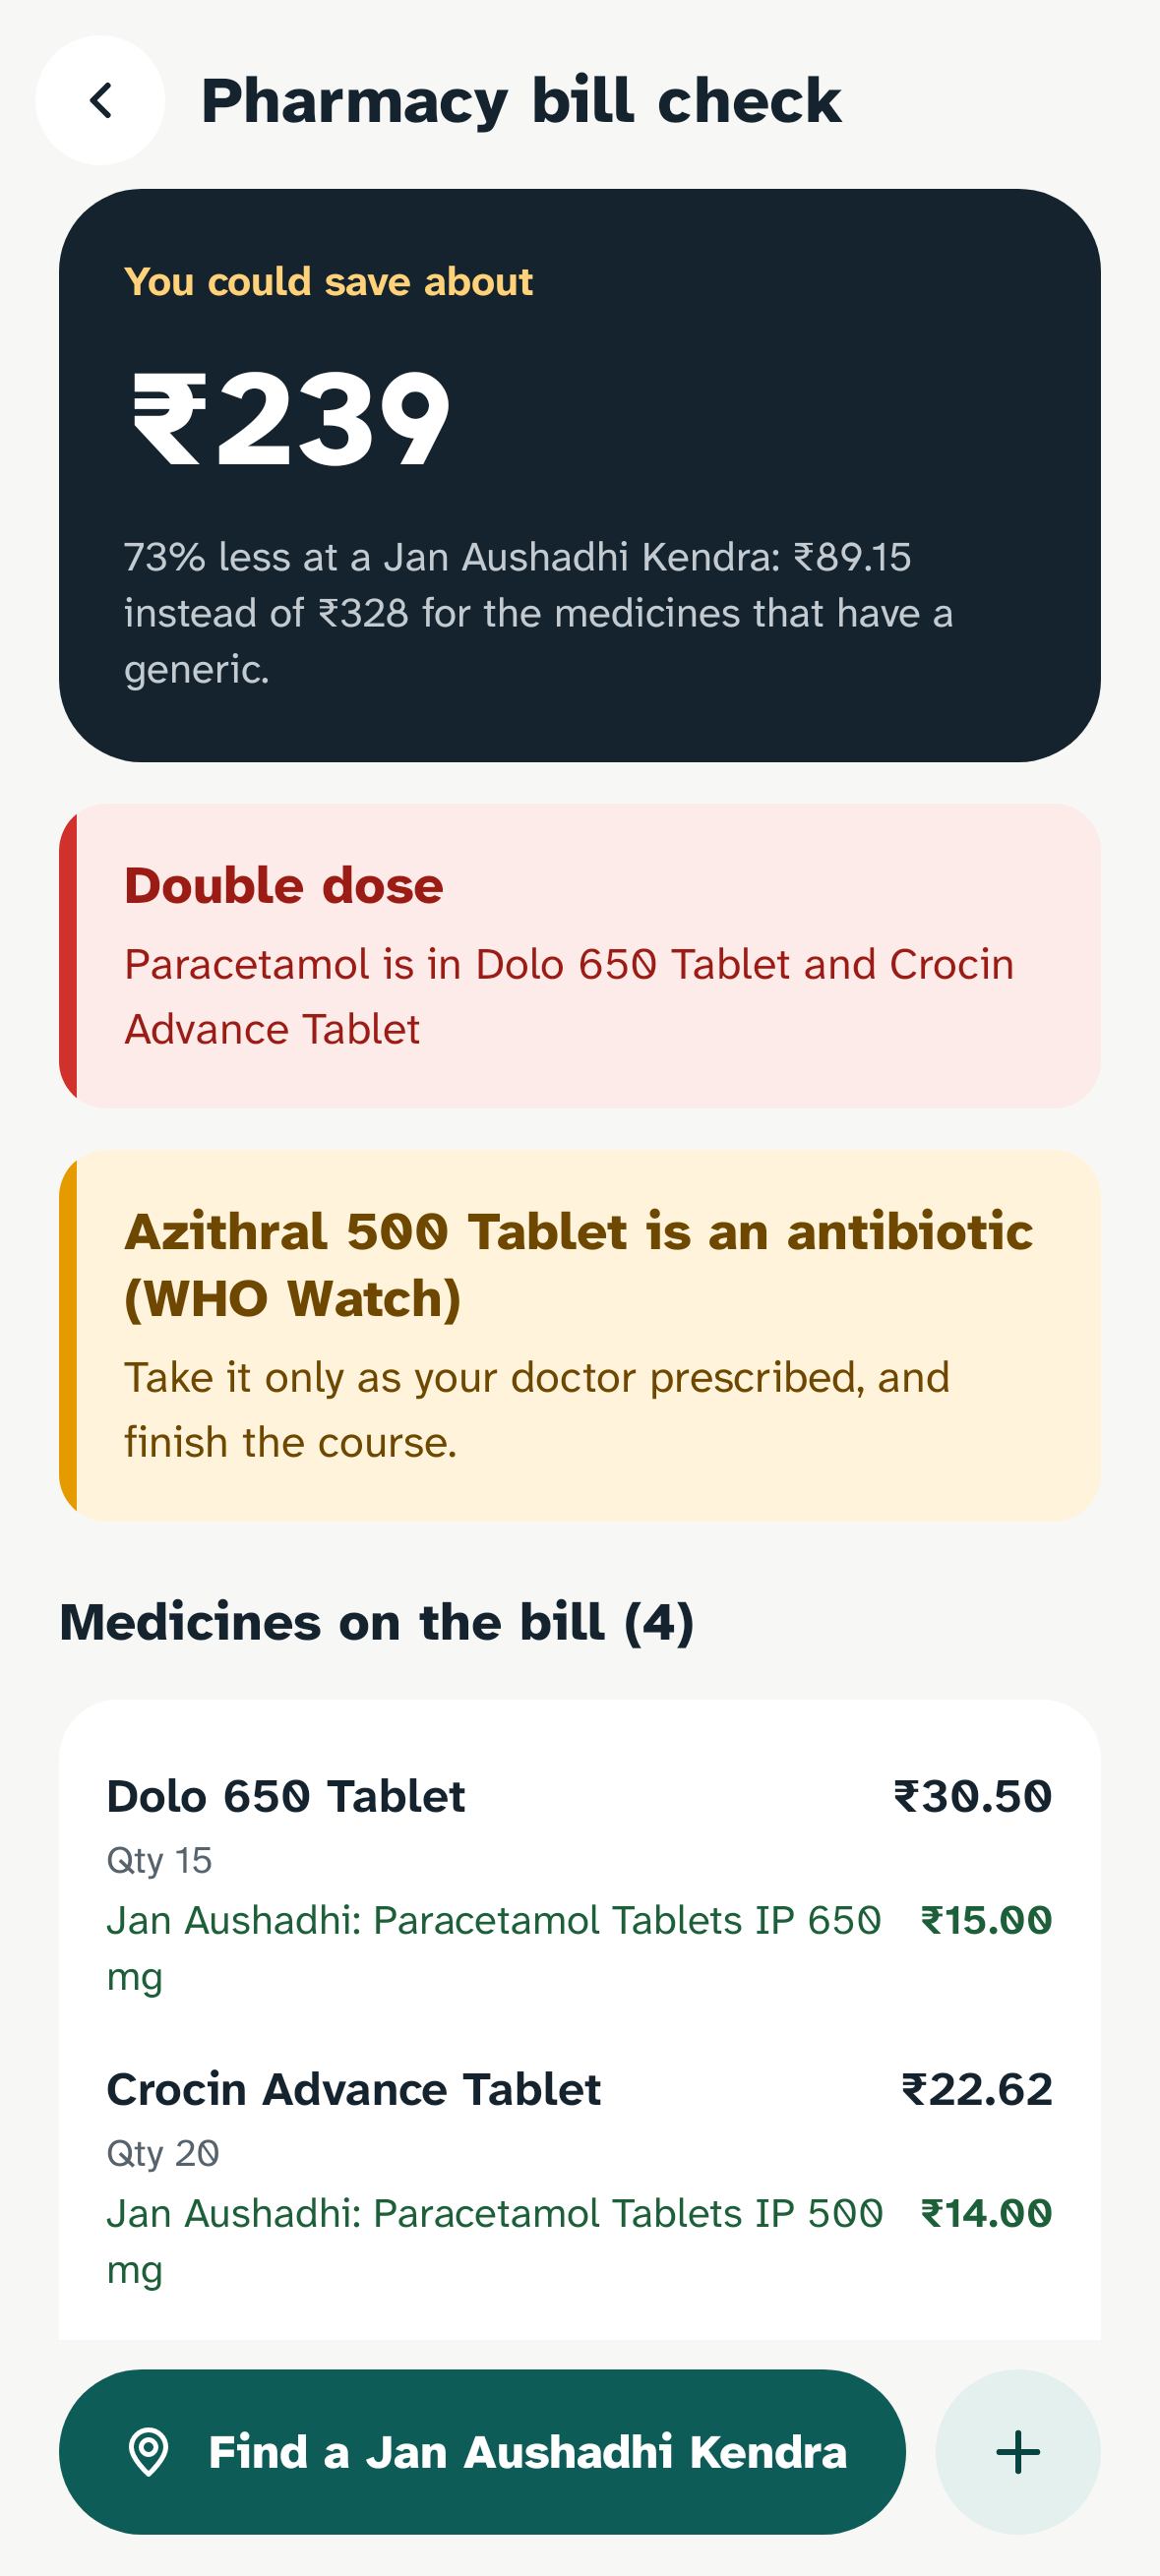 Pharmacy bill check
You could save about
₹239
73% less at a Jan Aushadhi Kendra: ₹89.15
instead of ₹328 for the medicines that have a
generic.
Double dose
Paracetamol is in Dolo 650 Tablet and Crocin
Advance Tablet
Azithral 500 Tablet is an antibiotic
(WHO Watch)
Take it only as your doctor prescribed, and
finish the course.
Medicines on the bill (4)
Dolo 650 Tablet ₹30.50
Qty 15
Jan Aushadhi: Paracetamol Tablets IP 650 ₹15.00
mg
Crocin Advance Tablet ₹22.62
Qty 20
Jan Aushadhi: Paracetamol Tablets IP 500 ₹14.00
mg
Find a Jan Aushadhi Kendra